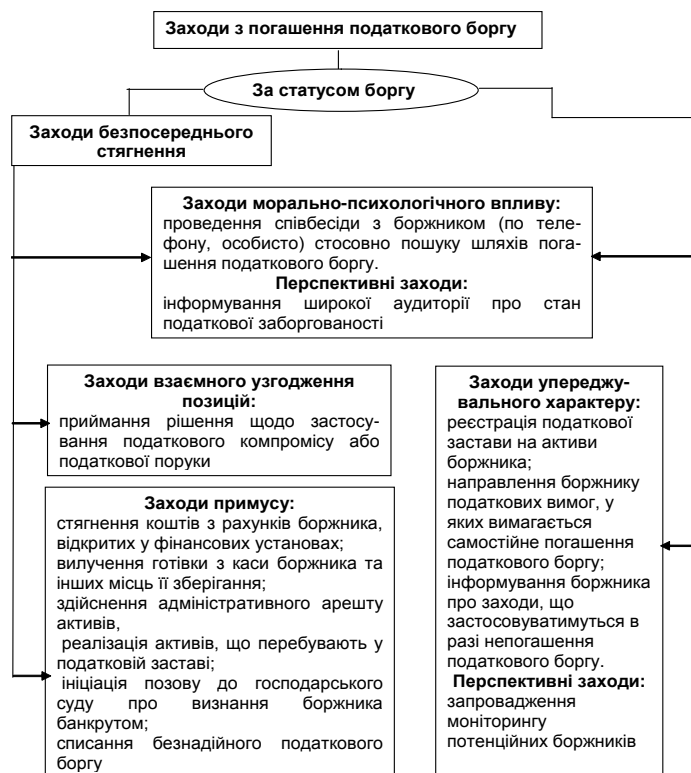 Заходи з погашення податкового боргу
За статусом боргу
Заходи безпосереднього
стягнення
Заходи морально-психологічного впливу:
проведення співбесіди з боржником (по теле-
фону, особисто) стосовно пошуку шляхів пога-
шення податкового боргу.
Перспективні заходи:
інформування широкої аудиторії про стан
податкової заборгованості
Заходи взаємного узгодження
позицій:
приймання рішення щодо застосу-
вання податкового компромісу або
податкової поруки
Заходи примусу:
стягнення коштів з рахунків боржника,
відкритих у фінансових установах;
вилучення готівки з каси боржника та
інших місць її зберігання;
здійснення адміністративного арешту
активів,
реалізація активів, що перебувають у
податковій заставі;
ініціація позову до господарського
суду про визнання боржника
банкрутом;
списання безнадійного податкового
боргу
Заходи упереджу-
вального характеру:
реєстрація податкової
застави на активи
боржника;
направлення боржнику
податкових вимог, у
яких вимагається
самостійне погашення
податкового боргу;
інформування боржника
про заходи, що
застосовуватимуться в
разі непогашення
податкового боргу.
Перспективні заходи:
запровадження
моніторингу
потенційних боржників